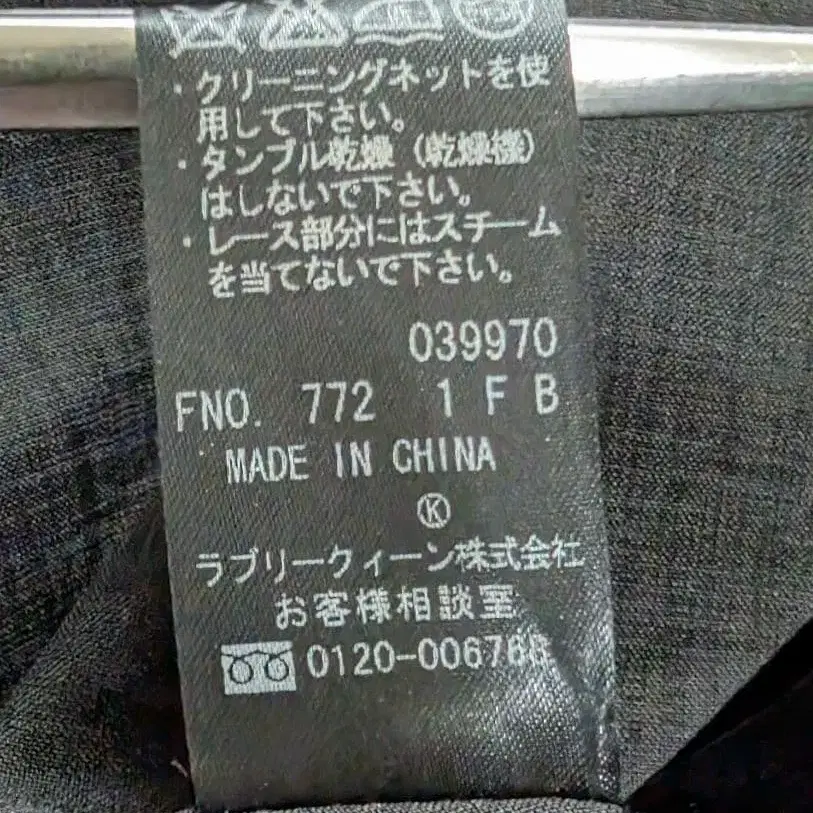 ・クリーニングネットを使
用して下さい。
・タンブル乾燥（乾燥機）
はしないで下さい。
・レース部分にはスチーム
を当てないで下さい。
039970
FNO. 772 1 F B
MADE IN CHINA
Ⓚ
ラブリークィーン株式会社
お客様相談室
0120-006768